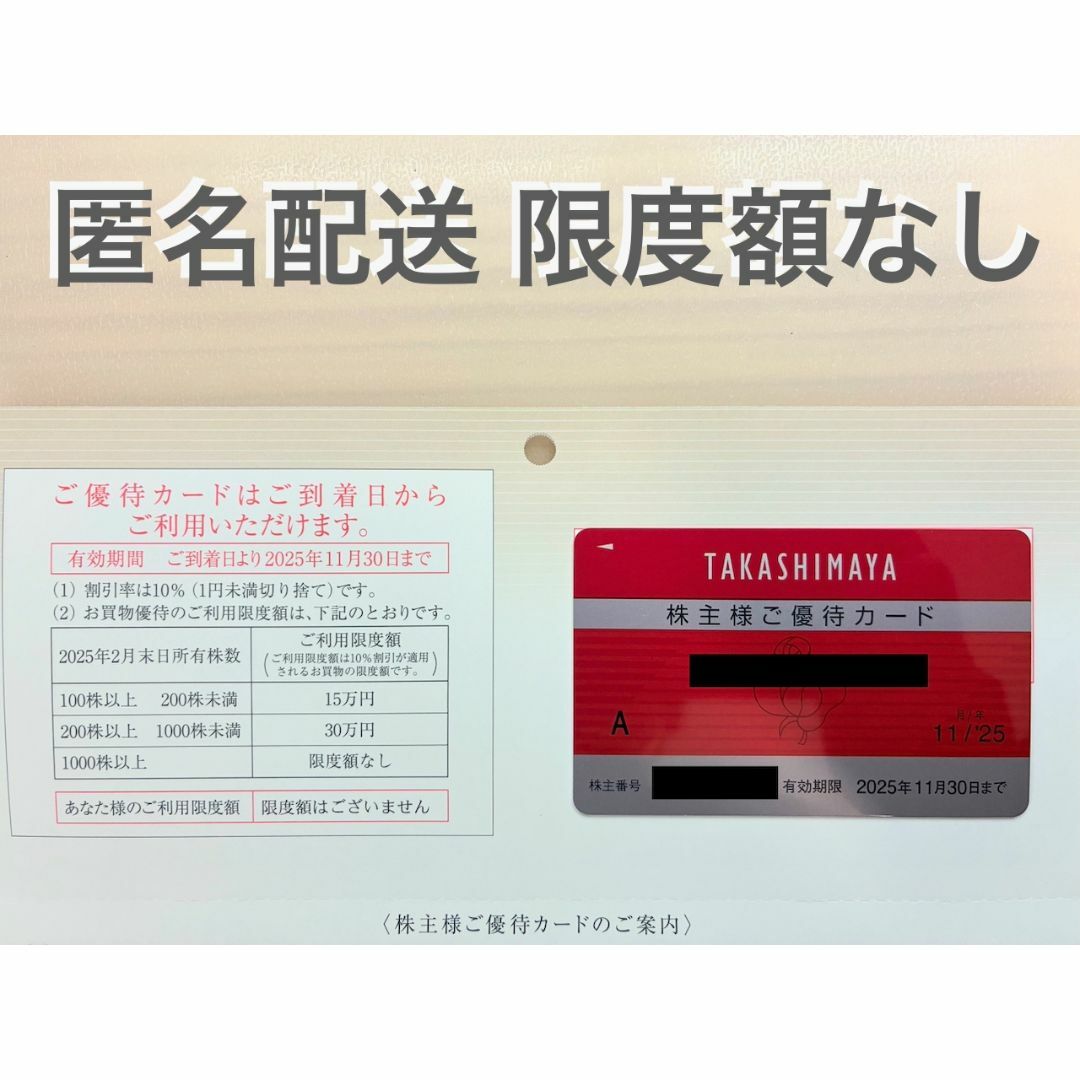 匿名配送 限度額なし
ご優待カードはご到着日から
ご利用いただけます。
有効期間 ご到着日より2025年11月30日まで
(1) 割引率は10%（1円未満切り捨て）です。
(2) お買物優待のご利用限度額は、下記のとおりです。
2025年2月末日所有株数 ご利用限度額
（ご利用限度額は10%割引が適用
されるお買物の限度額です。）
100株以上 200株未満 15万円
200株以上 1000株未満 30万円
1000株以上 限度額なし
あなた様のご利用限度額 限度額はございません
TAKASHIMAYA
株主様ご優待カード
A
月/年
11/'25
株主番号 有効期限 2025年11月30日まで
〈株主様ご優待カードのご案内〉